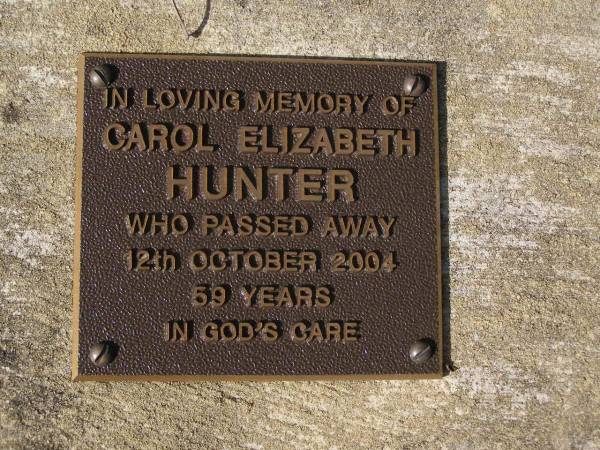 IN LOVING MEMORY OF
CAROL ELIZABETH
HUNTER
WHO PASSED AWAY
12th OCTOBER 2004
59 YEARS
IN GOD'S CARE